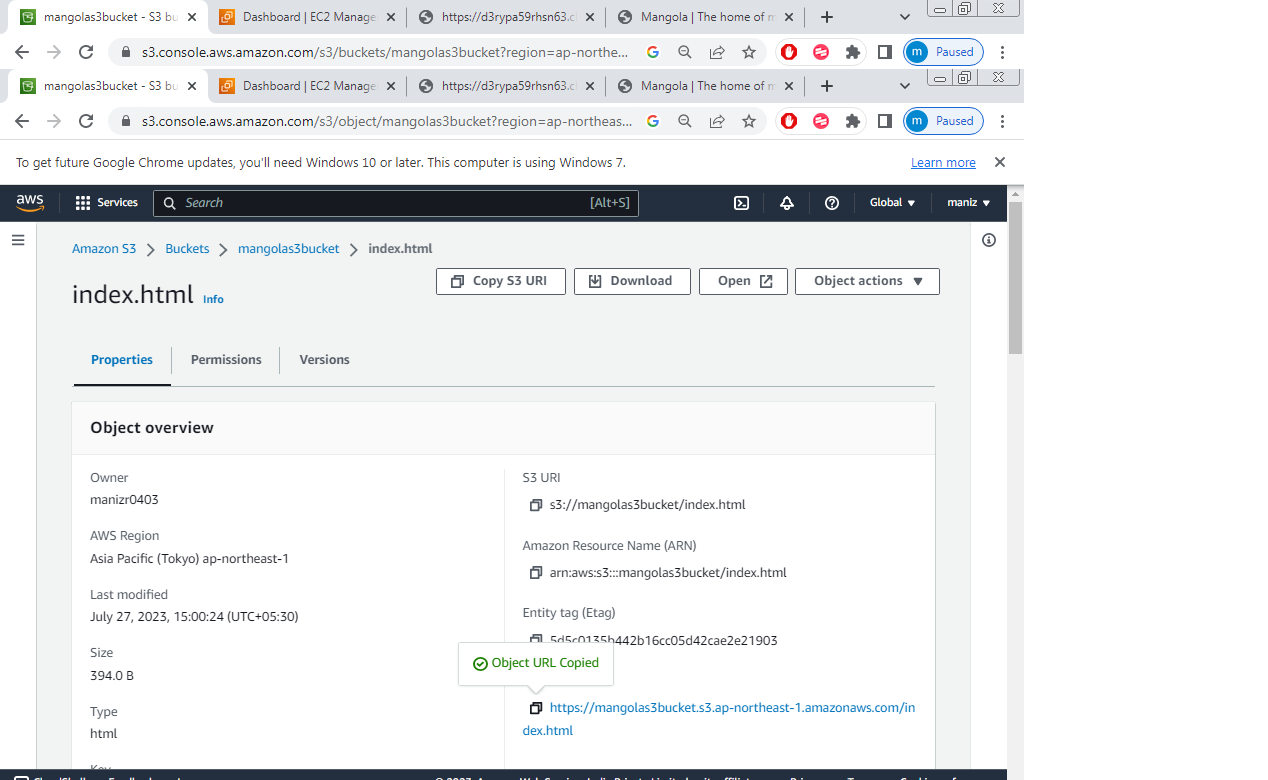 mangolas3bucket - S3 bu
Dashboard | EC2 Manage
https://d3rypa59rhsn63.cl
Mangola | The home of m
s3.console.aws.amazon.com/s3/buckets/mangolas3bucket?region=ap-northe...
m Paused
mangolas3bucket - S3 bu
Dashboard | EC2 Manage
https://d3rypa59rhsn63.cl
Mangola | The home of m
s3.console.aws.amazon.com/s3/object/mangolas3bucket?region=ap-northeas...
m Paused
To get future Google Chrome updates, you'll need Windows 10 or later. This computer is using Windows 7.
Learn more
aws
Services
Search
[Alt+S]
Global
maniz
Amazon S3
Buckets
mangolas3bucket
index.html
index.html Info
Copy S3 URI
Download
Open
Object actions
Properties
Permissions
Versions
Object overview
Owner
manizr0403
AWS Region
Asia Pacific (Tokyo) ap-northeast-1
Last modified
July 27, 2023, 15:00:24 (UTC+05:30)
Size
394.0 B
Type
html
Key
S3 URI
s3://mangolas3bucket/index.html
Amazon Resource Name (ARN)
arn:aws:s3:::mangolas3bucket/index.html
Entity tag (Etag)
5d5c0135b442b16cc05d42cae2e21903
Object URL Copied
https://mangolas3bucket.s3.ap-northeast-1.amazonaws.com/in
dex.html